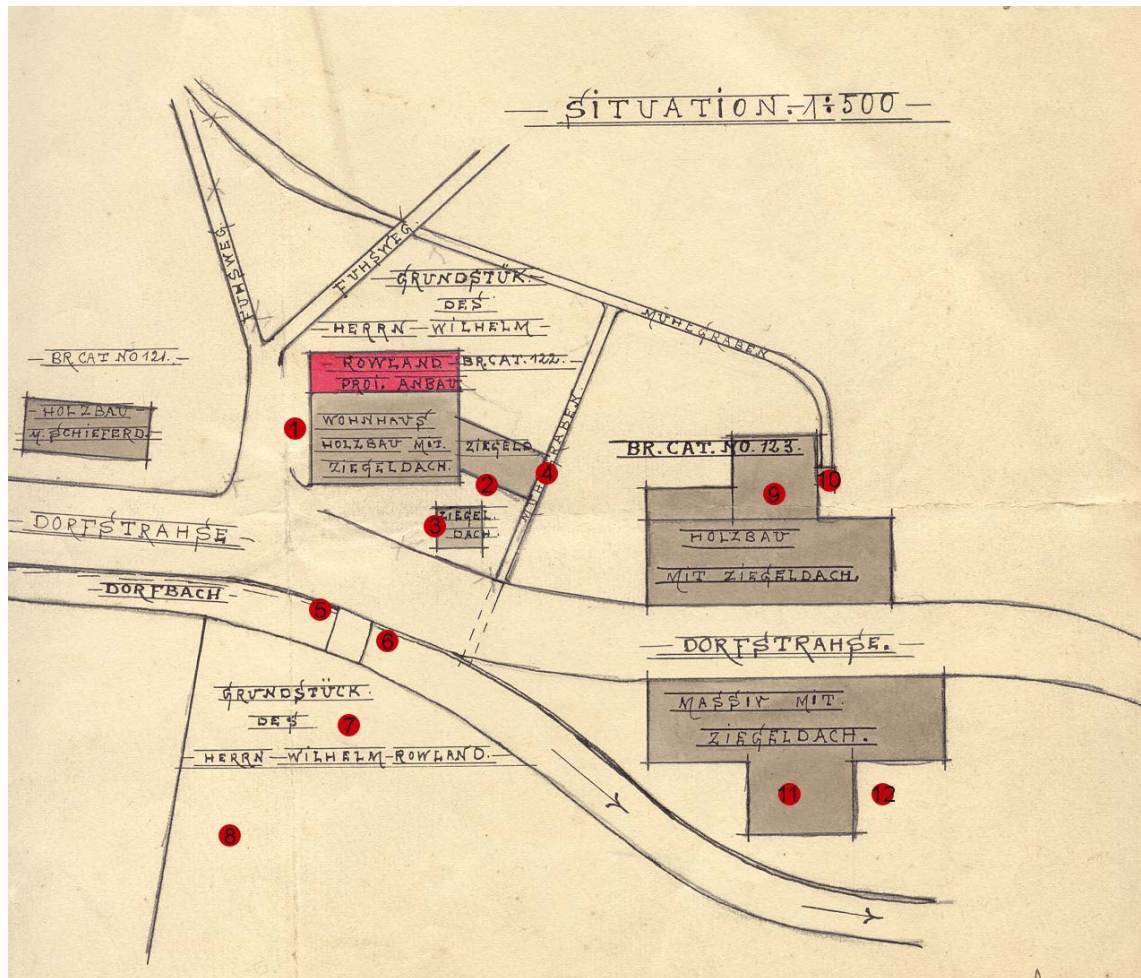 SITUATION. 1:500
FUHSWEG.
FUHSWEG.
GRUNDSTÜK.
DES
HERRN WILHELM
ROWLAND BR.CAT. 122.
PROI. ANBAU.
MÜHEGRABEN
BR.CAT NO 121.
HOLZBAU
M. SCHIEFERD.
WOHNHAUS
HOLZBAU MIT.
ZIEGELDACH.
ZIEGELD.
MÜHLGRABEN.
1
2
3
4
ZIEGEL.
DACH.
BR. CAT. NO. 123.
9
10
HOLZBAU
MIT ZIEGELDACH.
DORFSTRAHSE
DORFBACH
5
6
DORFSTRAHSE.
GRUNDSTÜCK.
DES
7
HERRN WILHELM ROWLAND.
8
MASSIV MIT.
ZIEGELDACH.
11
12